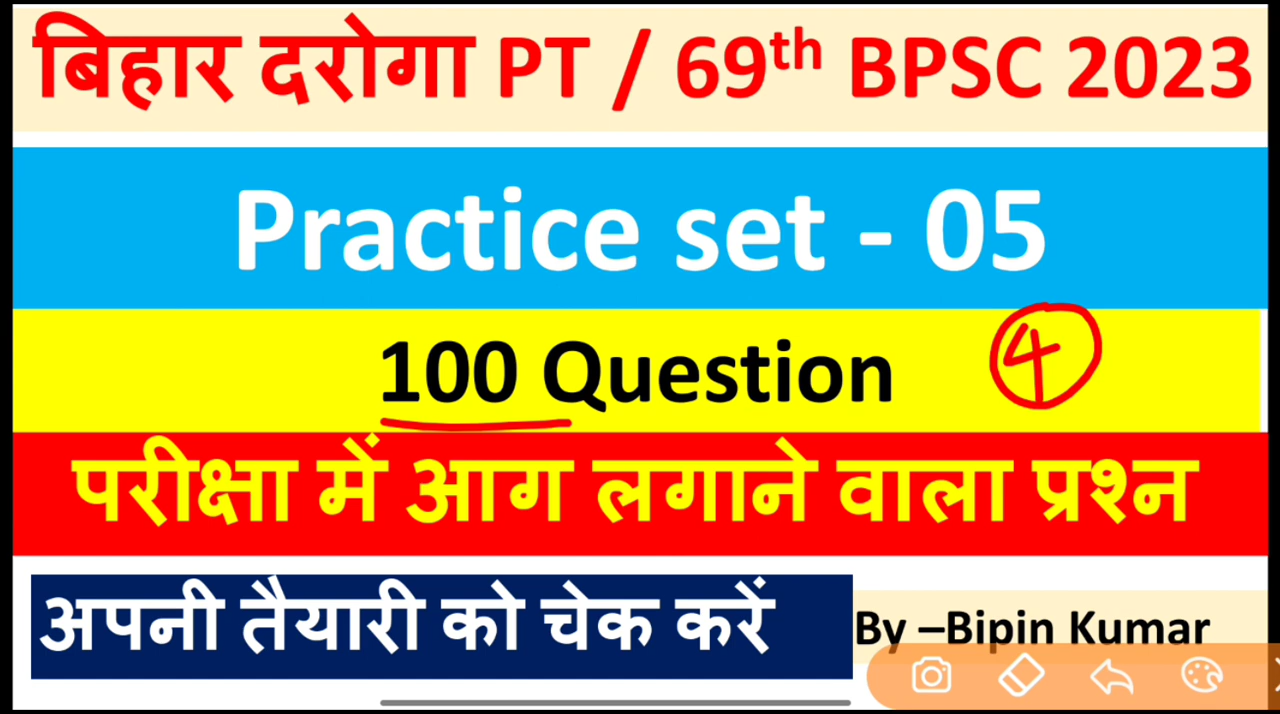 बिहार दरोगा PT / 69th BPSC 2023
Practice set - 05
100 Question
4
परीक्षा में आग लगाने वाला प्रश्न
अपनी तैयारी को चेक करें
By –Bipin Kumar